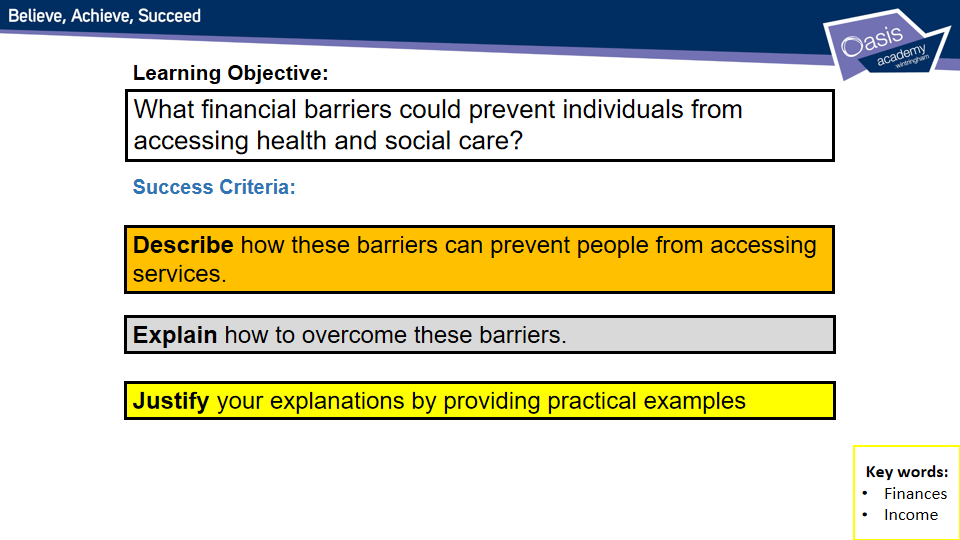 Believe, Achieve, Succeed
Oasis
academy
wintringham
Learning Objective:
What financial barriers could prevent individuals from
accessing health and social care?
Success Criteria:
Describe how these barriers can prevent people from accessing
services.
Explain how to overcome these barriers.
Justify your explanations by providing practical examples
Key words:
• Finances
• Income